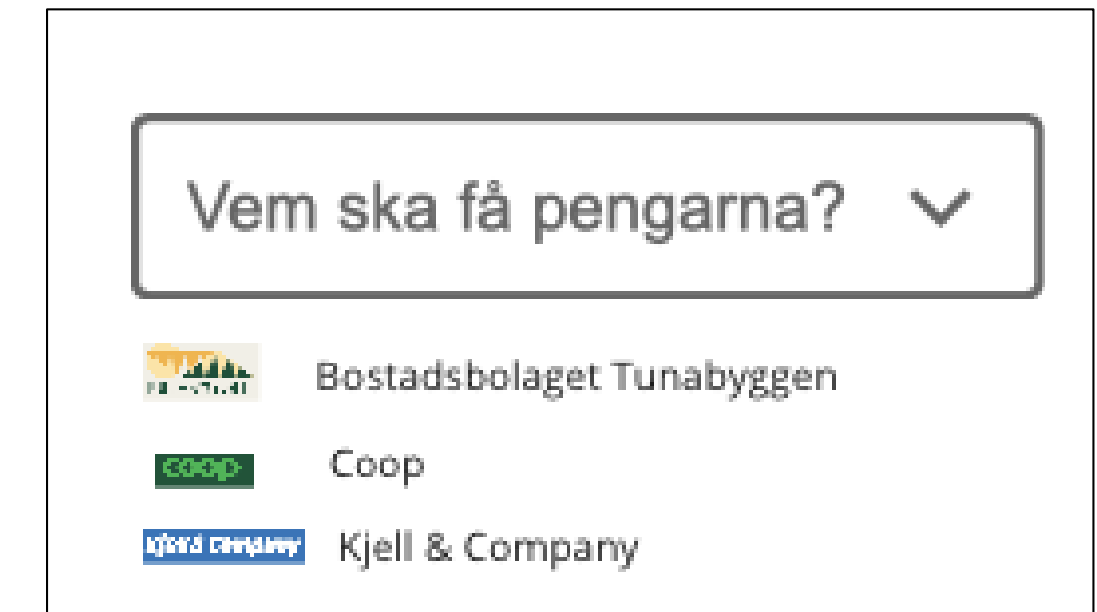 Vem ska få pengarna?
Bostadsbolaget Tunabyggen
coop Coop
Kjell & Company